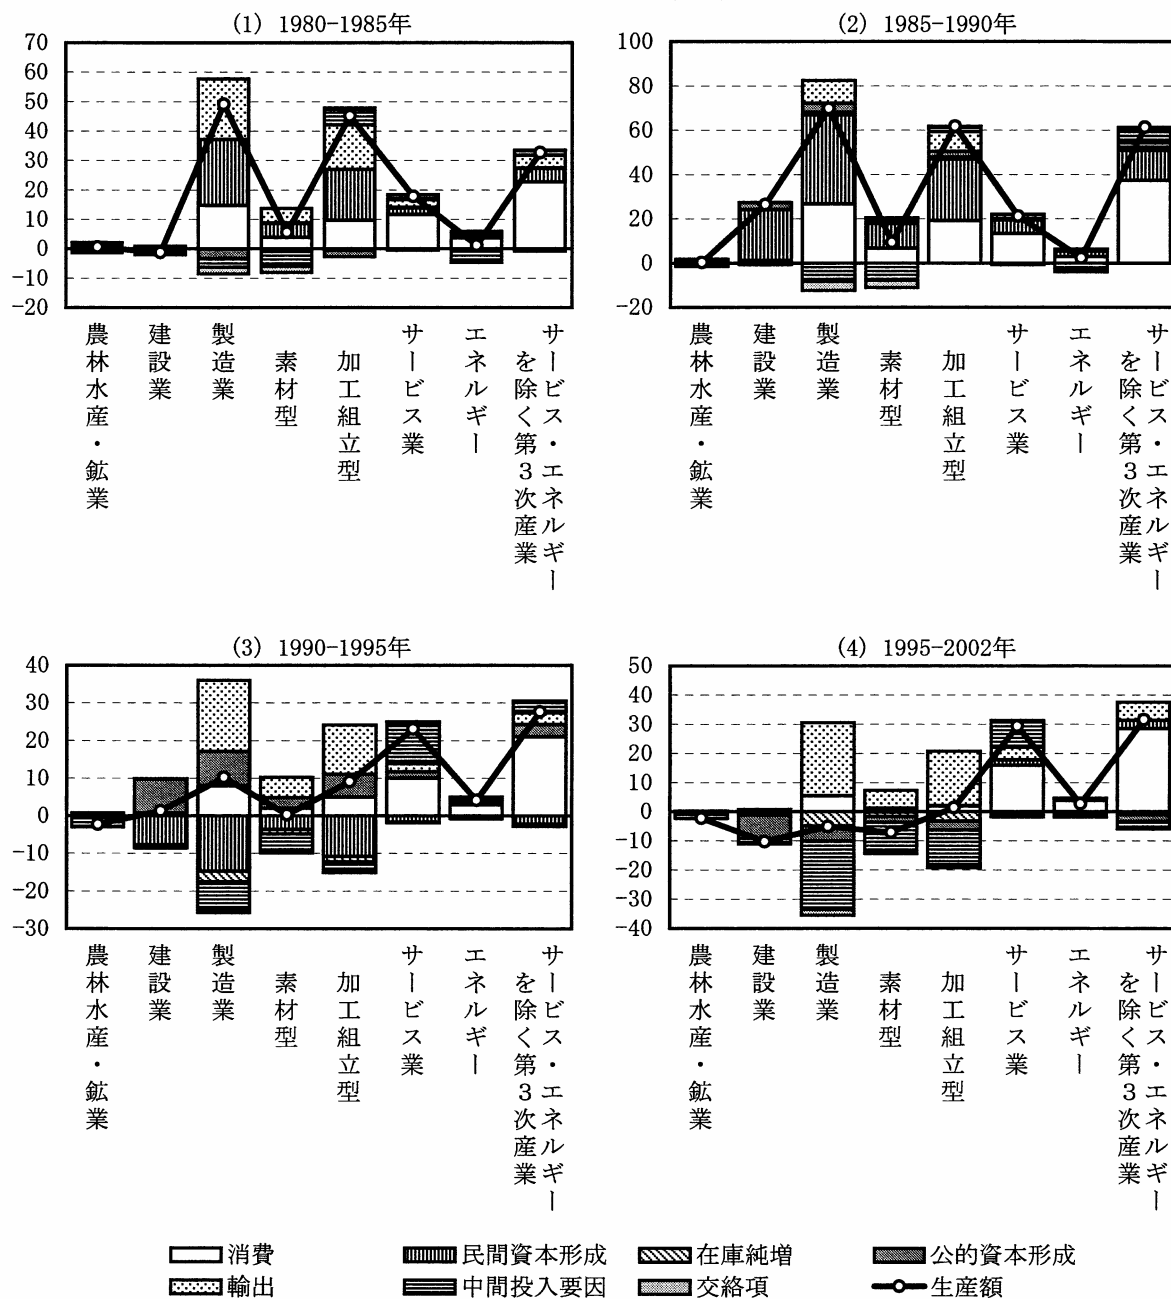 (1) 1980-1985年
70
60
50
40
30
20
10
0
-10
-20
農林水産・鉱業
建設業
製造業
素材型
加工組立型
サービス業
エネルギー
サービス・エネルギー
を除く第3次産業
(2) 1985-1990年
100
80
60
40
20
0
-20
農林水産・鉱業
建設業
製造業
素材型
加工組立型
サービス業
エネルギー
サービス・エネルギー
を除く第3次産業
(3) 1990-1995年
40
30
20
10
0
-10
-20
-30
農林水産・鉱業
建設業
製造業
素材型
加工組立型
サービス業
エネルギー
サービス・エネルギー
を除く第3次産業
(4) 1995-2002年
50
40
30
20
10
0
-10
-20
-30
-40
農林水産・鉱業
建設業
製造業
素材型
加工組立型
サービス業
エネルギー
サービス・エネルギー
を除く第3次産業
消費 民間資本形成 在庫純増 公的資本形成
輸出 中間投入要因 交絡項 生産額